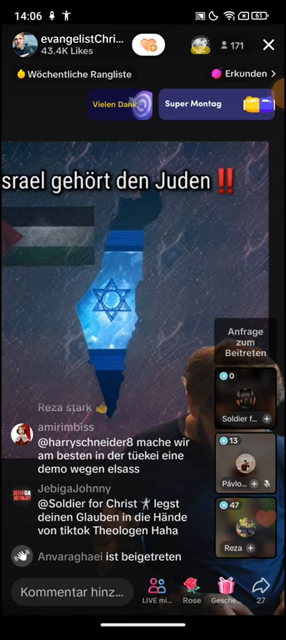 14:06
61
evangelistChri...
43.4K Likes
171
Wöchentliche Rangliste
Erkunden >
Vielen Dank
Super Montag
srael gehört den Juden ‼️
Anfrage
zum
Beitreten
0
Soldier f...
13
Pávlo...
47
Reza
Reza stark 👍
amirimbiss
@harryschneider8 mache wir
am besten in der tüekei eine
demo wegen elsass
JebigaJohnny
@Soldier for Christ 🤺 legst
deinen Glauben in die Hände
von tiktok Theologen Haha
Anvaraghaei ist beigetreten
Kommentar hinz...
LIVE mi...
Rose
Gesche...
27